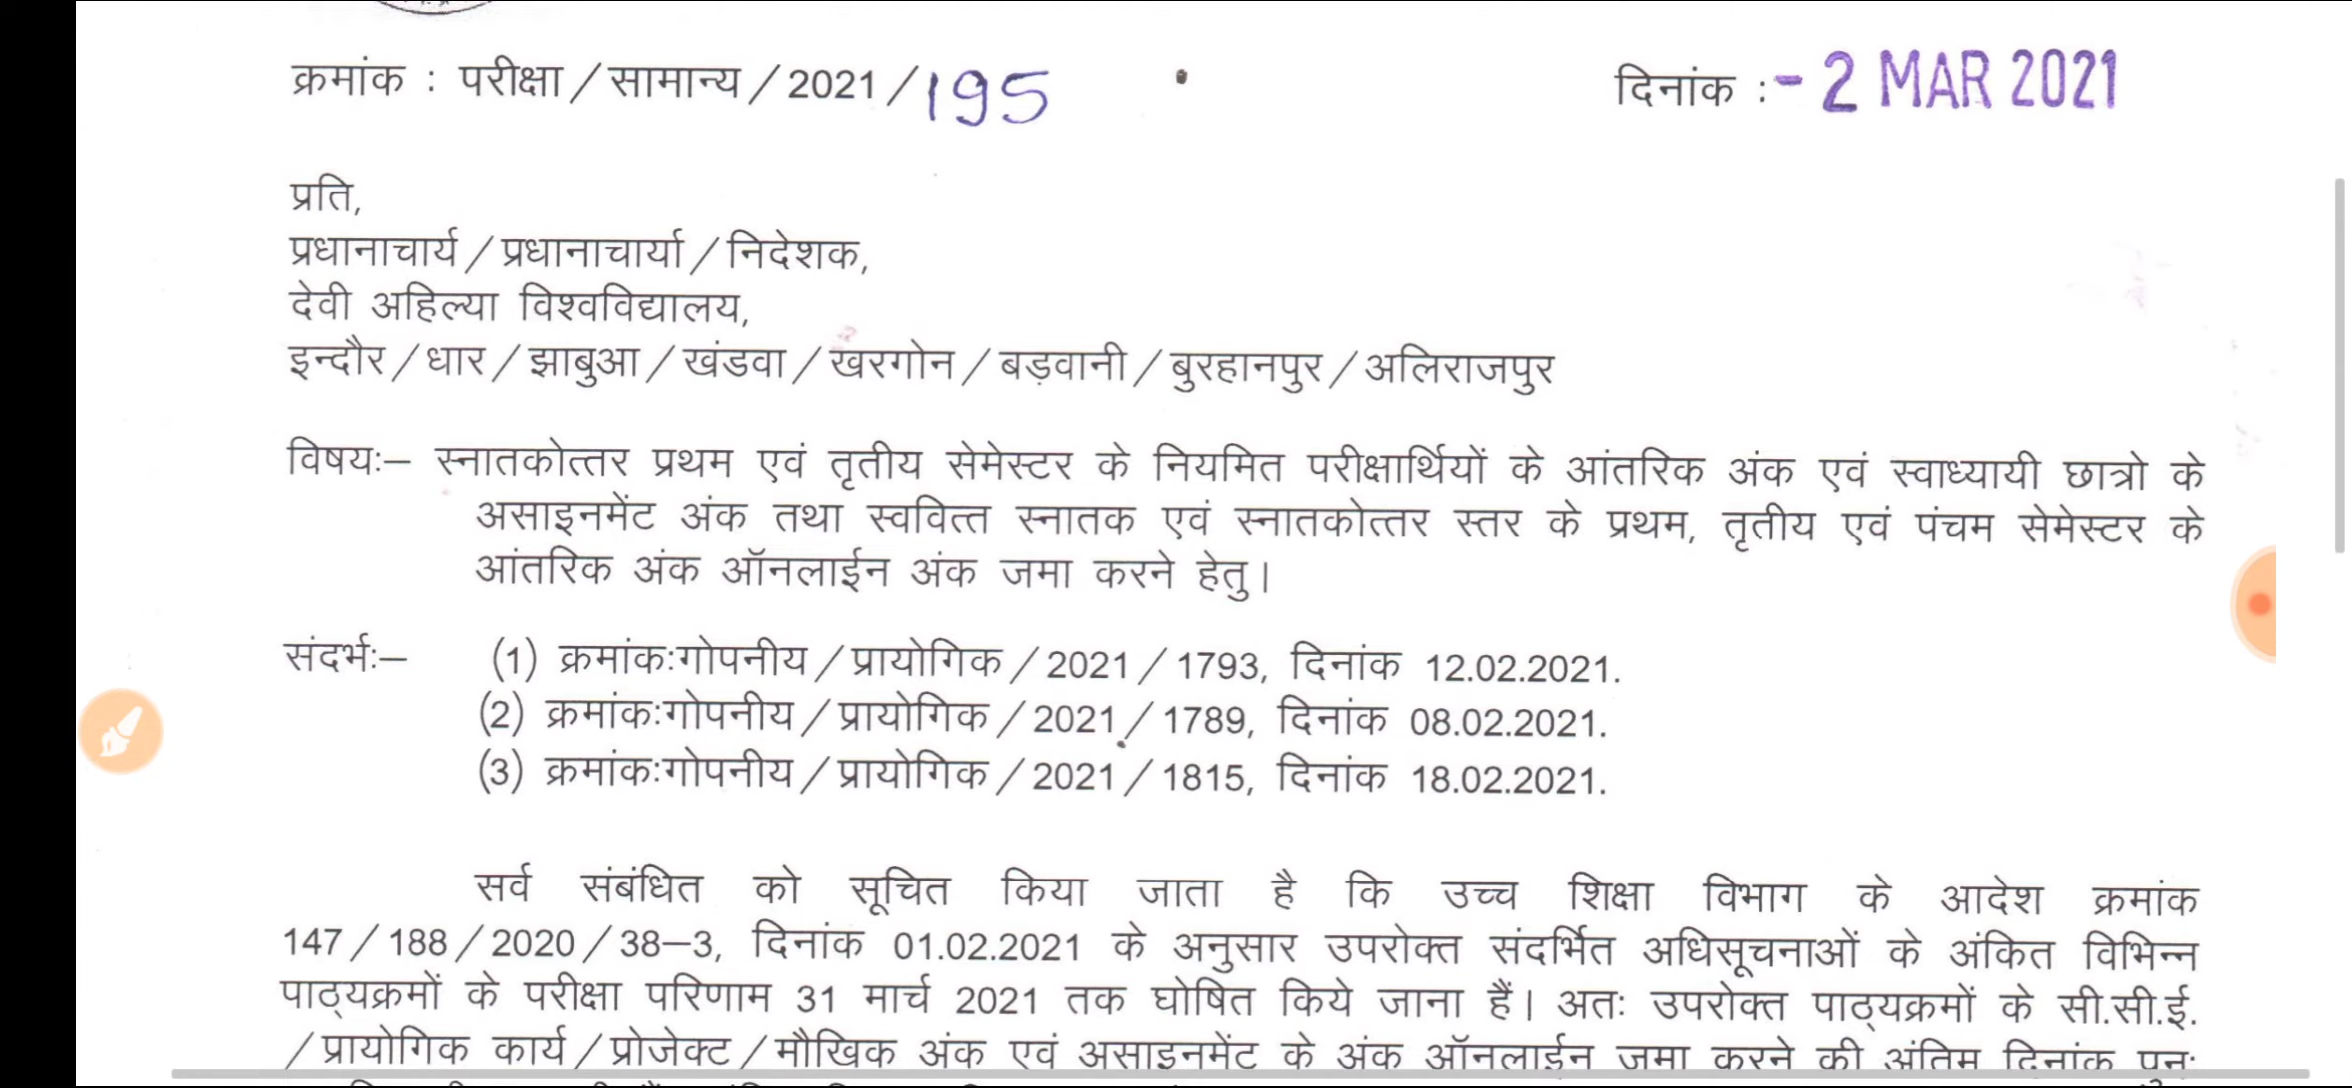 क्रमांक : परीक्षा/सामान्य/2021/195
दिनांक :- 2 MAR 2021
प्रति,
प्रधानाचार्य/प्रधानाचार्या/निदेशक,
देवी अहिल्या विश्वविद्यालय,
इन्दौर/धार/झाबुआ/खंडवा/खरगोन/बड़वानी/बुरहानपुर/अलिराजपुर
विषयः– स्नातकोत्तर प्रथम एवं तृतीय सेमेस्टर के नियमित परीक्षार्थियों के आंतरिक अंक एवं स्वाध्यायी छात्रो के
असाइनमेंट अंक तथा स्ववित्त स्नातक एवं स्नातकोत्तर स्तर के प्रथम, तृतीय एवं पंचम सेमेस्टर के
आंतरिक अंक ऑनलाईन अंक जमा करने हेतु।
संदर्भः– (1) क्रमांकःगोपनीय/प्रायोगिक/2021/1793, दिनांक 12.02.2021.
(2) क्रमांकःगोपनीय/प्रायोगिक/2021/1789, दिनांक 08.02.2021.
(3) क्रमांकःगोपनीय/प्रायोगिक/2021/1815, दिनांक 18.02.2021.
सर्व संबंधित को सूचित किया जाता है कि उच्च शिक्षा विभाग के आदेश क्रमांक
147/188/2020/38–3, दिनांक 01.02.2021 के अनुसार उपरोक्त संदर्भित अधिसूचनाओं के अंकित विभिन्न
पाठ्यक्रमों के परीक्षा परिणाम 31 मार्च 2021 तक घोषित किये जाना हैं। अतः उपरोक्त पाठ्यक्रमों के सी.सी.ई.
/प्रायोगिक कार्य/प्रोजेक्ट/मौखिक अंक एवं असाइनमेंट के अंक ऑनलाईन जमा करने की अंतिम दिनांक पुनः